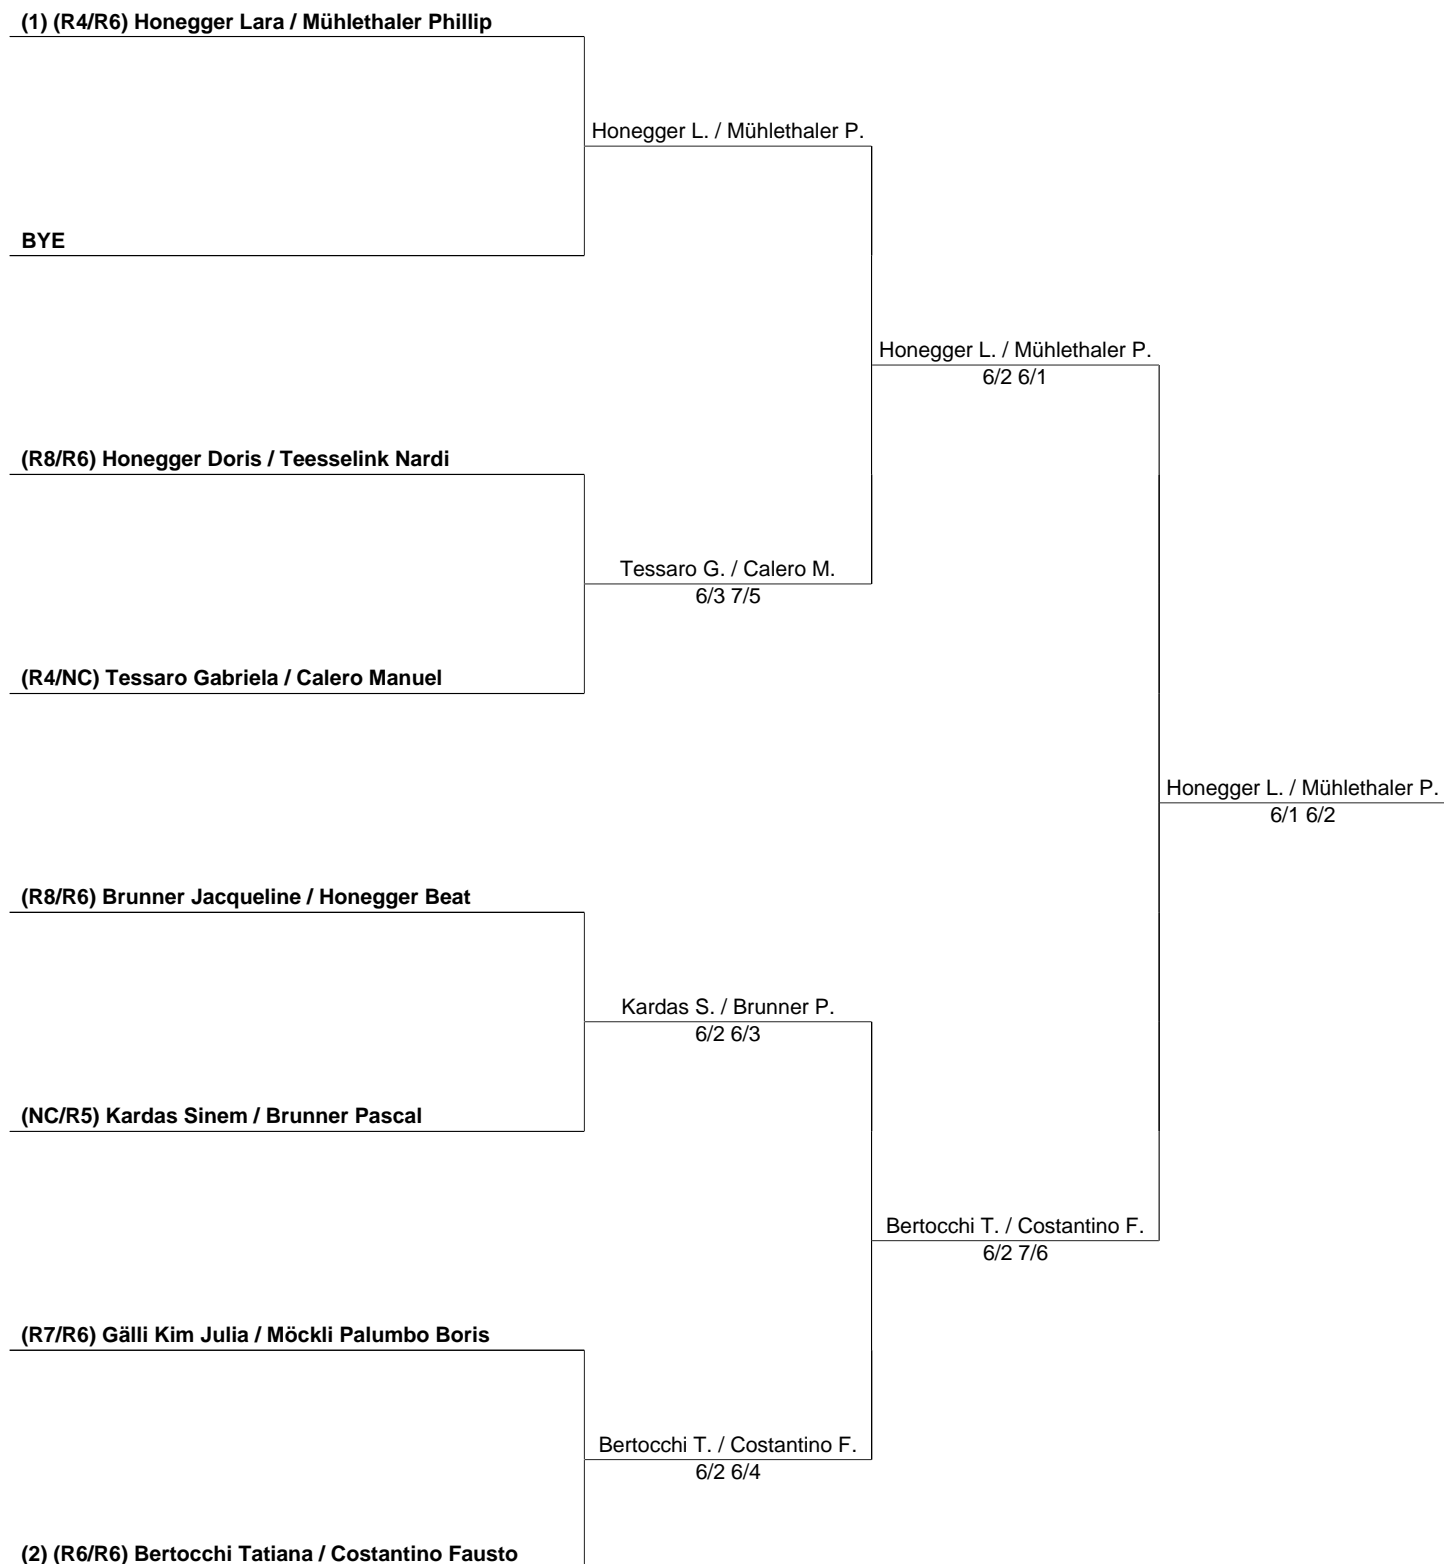 (1) (R4/R6) Honegger Lara / Mühlethaler Phillip
Honegger L. / Mühlethaler P.
BYE
Honegger L. / Mühlethaler P.
6/2 6/1
(R8/R6) Honegger Doris / Teesselink Nardi
Tessaro G. / Calero M.
6/3 7/5
(R4/NC) Tessaro Gabriela / Calero Manuel
Honegger L. / Mühlethaler P.
6/1 6/2
(R8/R6) Brunner Jacqueline / Honegger Beat
Kardas S. / Brunner P.
6/2 6/3
(NC/R5) Kardas Sinem / Brunner Pascal
Bertocchi T. / Costantino F.
6/2 7/6
(R7/R6) Gälli Kim Julia / Möckli Palumbo Boris
Bertocchi T. / Costantino F.
6/2 6/4
(2) (R6/R6) Bertocchi Tatiana / Costantino Fausto